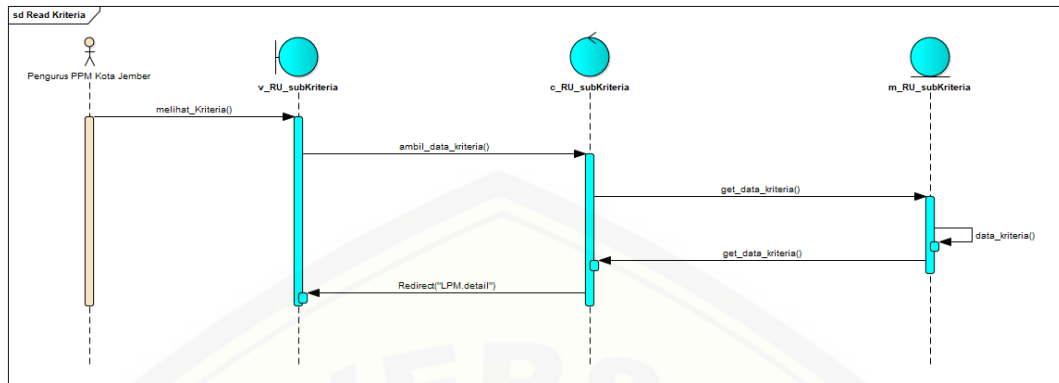 sd Read Kriteria
Pengurus PPM Kota Jember
v_RU_subKriteria
c_RU_subKriteria
m_RU_subKriteria
melihat_Kriteria()
ambil_data_kriteria()
get_data_kriteria()
data_kriteria()
get_data_kriteria()
Redirect("LPM.detail")